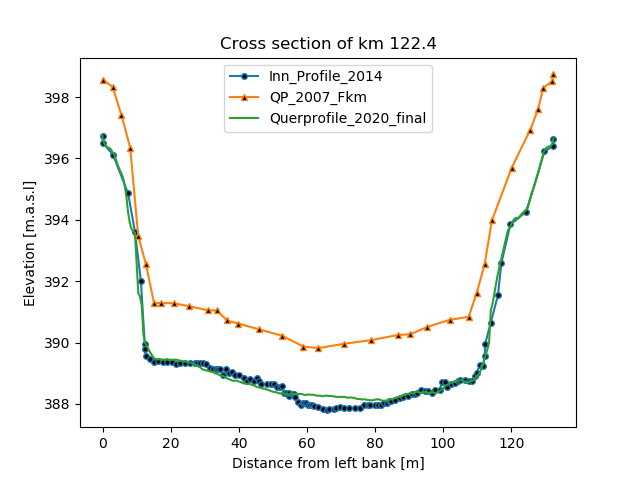 Cross section of km 122.4
Inn_Profile_2014
QP_2007_Fkm
Querprofile_2020_final
Elevation [m.a.s.l]
398
396
394
392
390
388
0 20 40 60 80 100 120
Distance from left bank [m]